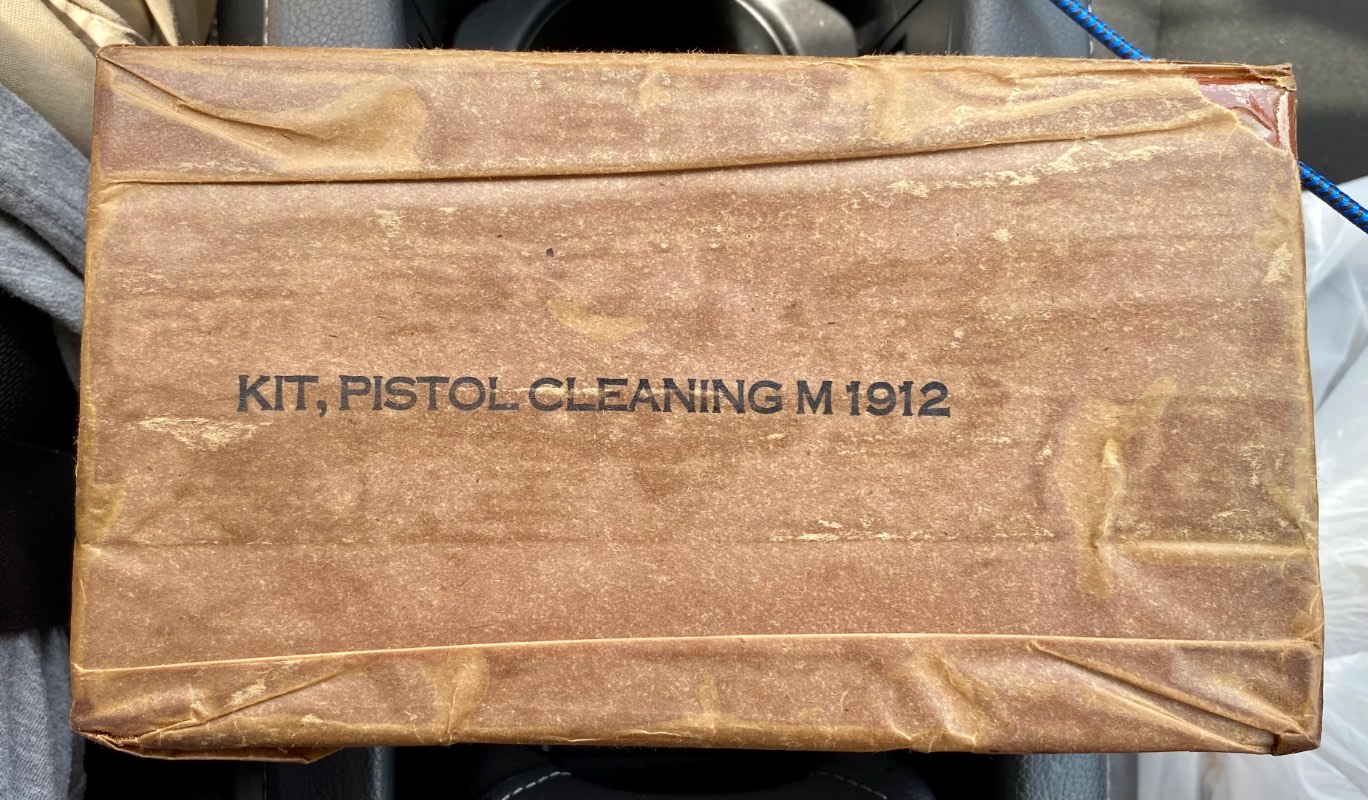 KIT, PISTOL CLEANING M 1912